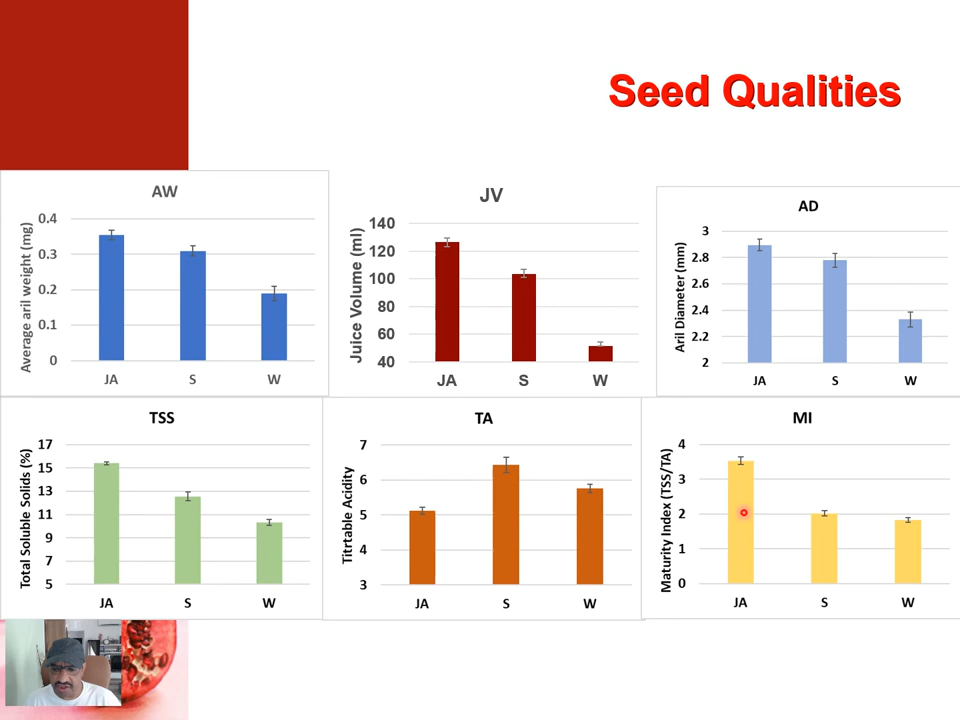 Seed Qualities
AW
Average aril weight (mg)
0.4
0.3
0.2
0.1
0
JA S W
JV
Juice Volume (ml)
140
120
100
80
60
40
JA S W
AD
Aril Diameter (mm)
3
2.8
2.6
2.4
2.2
2
JA S W
TSS
Total Soluble Solids (%)
17
15
13
11
9
7
5
JA S W
TA
Titrtable Acidity
7
6
5
4
3
JA S W
MI
Maturity Index (TSS/TA)
4
3
2
1
0
JA S W